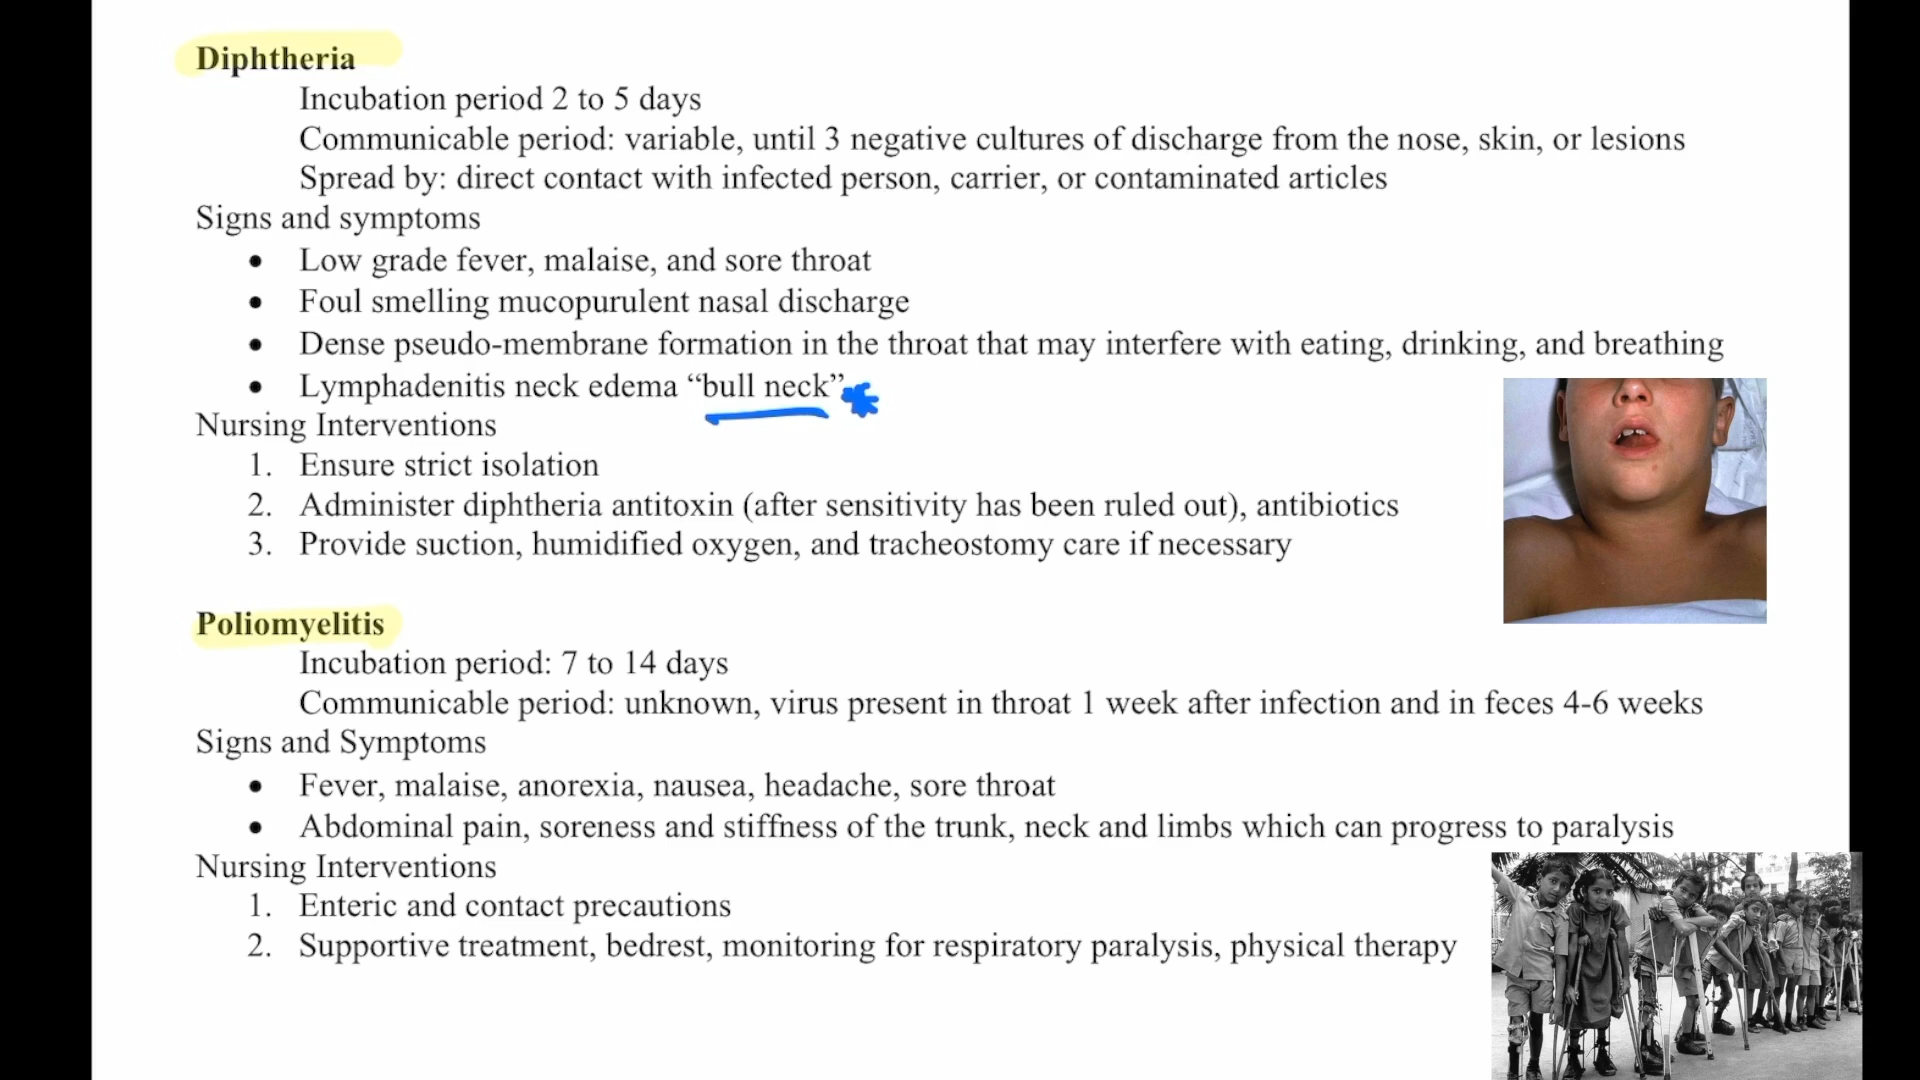 Diphtheria
Incubation period 2 to 5 days
Communicable period: variable, until 3 negative cultures of discharge from the nose, skin, or lesions
Spread by: direct contact with infected person, carrier, or contaminated articles
Signs and symptoms
• Low grade fever, malaise, and sore throat
• Foul smelling mucopurulent nasal discharge
• Dense pseudo-membrane formation in the throat that may interfere with eating, drinking, and breathing
• Lymphadenitis neck edema “bull neck”
Nursing Interventions
1. Ensure strict isolation
2. Administer diphtheria antitoxin (after sensitivity has been ruled out), antibiotics
3. Provide suction, humidified oxygen, and tracheostomy care if necessary
Poliomyelitis
Incubation period: 7 to 14 days
Communicable period: unknown, virus present in throat 1 week after infection and in feces 4-6 weeks
Signs and Symptoms
• Fever, malaise, anorexia, nausea, headache, sore throat
• Abdominal pain, soreness and stiffness of the trunk, neck and limbs which can progress to paralysis
Nursing Interventions
1. Enteric and contact precautions
2. Supportive treatment, bedrest, monitoring for respiratory paralysis, physical therapy